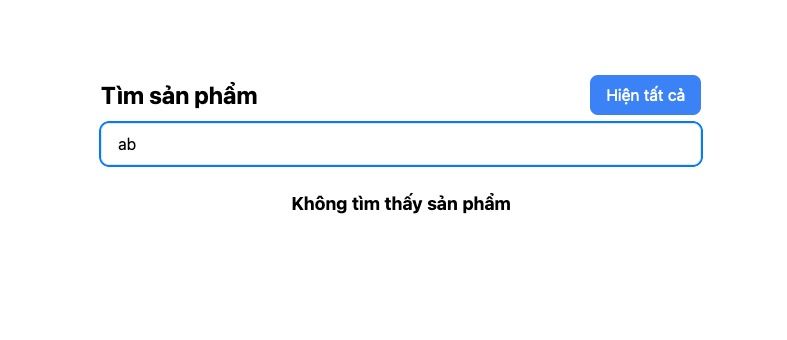 Tìm sản phẩm
Hiện tất cả
ab
Không tìm thấy sản phẩm